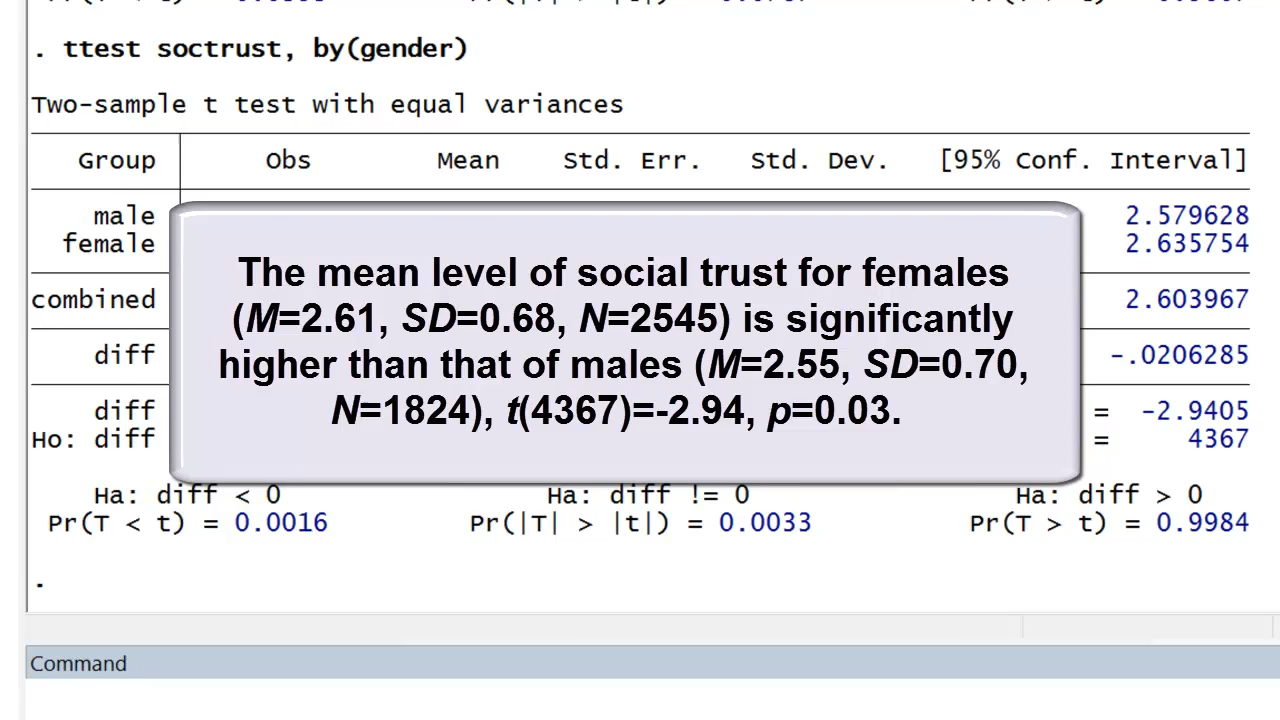 . ttest soctrust, by(gender)
Two-sample t test with equal variances
Group Obs Mean Std. Err. Std. Dev. [95% Conf. Interval]
male 2.579628
female 2.635754
combined 2.603967
diff -.0206285
diff = -2.9405
Ho: diff = 4367
The mean level of social trust for females
(M=2.61, SD=0.68, N=2545) is significantly
higher than that of males (M=2.55, SD=0.70,
N=1824), t(4367)=-2.94, p=0.03.
Ha: diff < 0 Ha: diff != 0 Ha: diff > 0
Pr(T < t) = 0.0016 Pr(|T| > |t|) = 0.0033 Pr(T > t) = 0.9984
.
Command